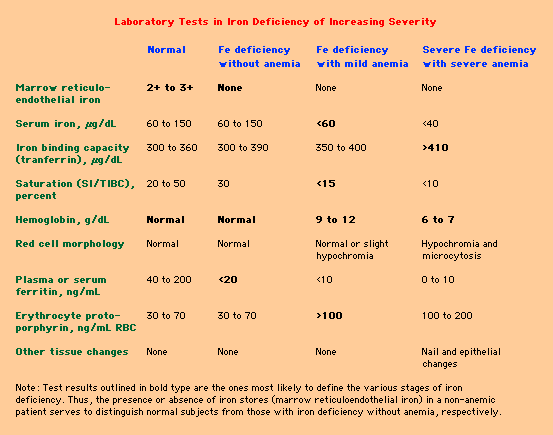 Laboratory Tests in Iron Deficiency of Increasing Severity
Normal Fe deficiency Fe deficiency Severe Fe deficiency
without anemia with mild anemia with severe anemia
Marrow reticulo- 2+ to 3+ None None None
endothelial iron
Serum iron, µg/dL 60 to 150 60 to 150 <60 <40
Iron binding capacity 300 to 360 300 to 390 350 to 400 >410
(tranferrin), µg/dL
Saturation (SI/TIBC), 20 to 50 30 <15 <10
percent
Hemoglobin, g/dL Normal Normal 9 to 12 6 to 7
Red cell morphology Normal Normal Normal or slight Hypochromia and
hypochromia microcytosis
Plasma or serum 40 to 200 <20 <10 0 to 10
ferritin, ng/mL
Erythrocyte proto- 30 to 70 30 to 70 >100 100 to 200
porphyrin, ng/mL RBC
Other tissue changes None None None Nail and epithelial
changes
Note: Test results outlined in bold type are the ones most likely to define the various stages of iron
deficiency. Thus, the presence or absence of iron stores (marrow reticuloendothelial iron) in a non-anemic
patient serves to distinguish normal subjects from those with iron deficiency without anemia, respectively.